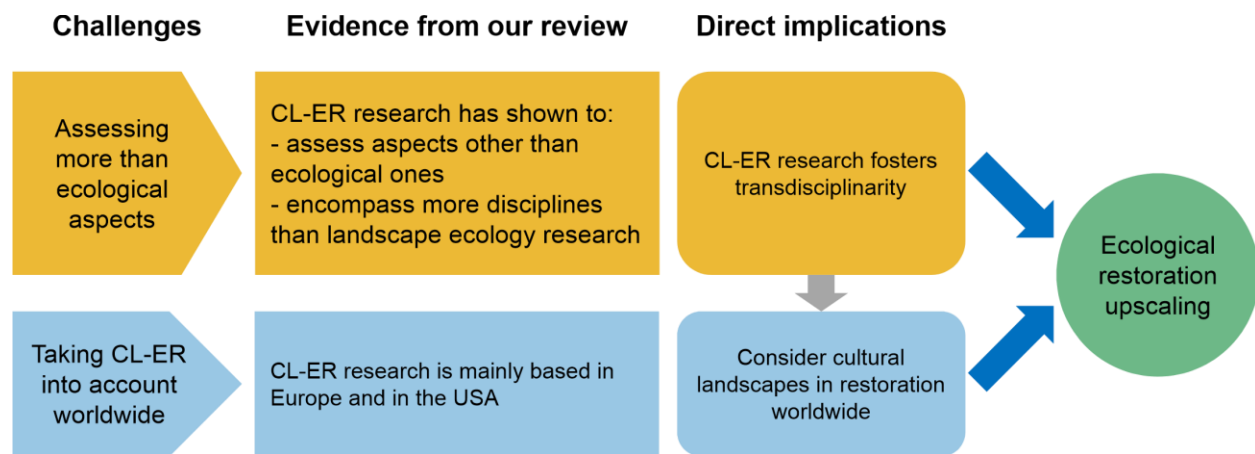 Challenges
Evidence from our review
Direct implications
Assessing
more than
ecological
aspects
CL-ER research has shown to:
- assess aspects other than
ecological ones
- encompass more disciplines
than landscape ecology research
CL-ER research fosters
transdisciplinarity
Taking CL-ER
into account
worldwide
CL-ER research is mainly based in
Europe and in the USA
Consider cultural
landscapes in restoration
worldwide
Ecological
restoration
upscaling